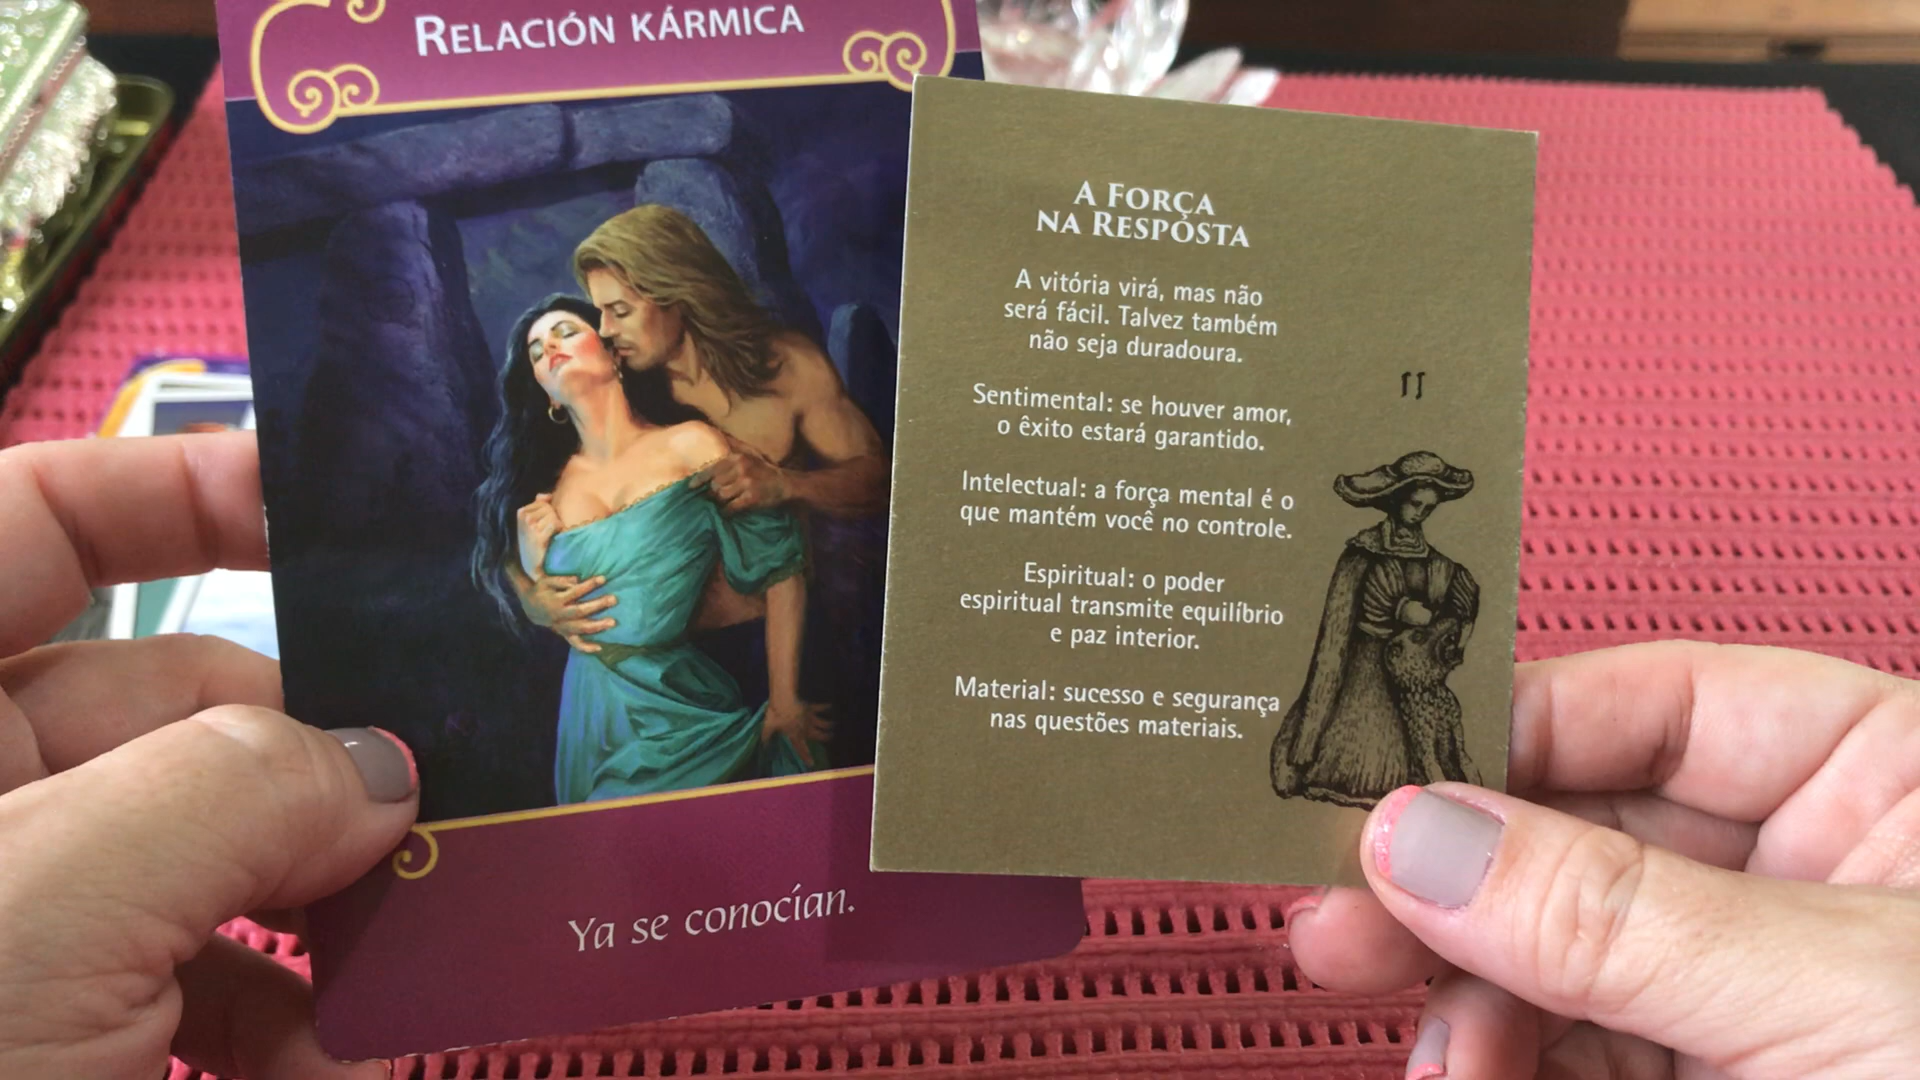 RELACIÓN KÁRMICA
Ya se conocían.
A FORÇA
NA RESPOSTA
A vitória virá, mas não
será fácil. Talvez também
não seja duradoura.
Sentimental: se houver amor,
o êxito estará garantido.
Intelectual: a força mental é o
que mantém você no controle.
Espiritual: o poder
espiritual transmite equilíbrio
e paz interior.
Material: sucesso e segurança
nas questões materiais.